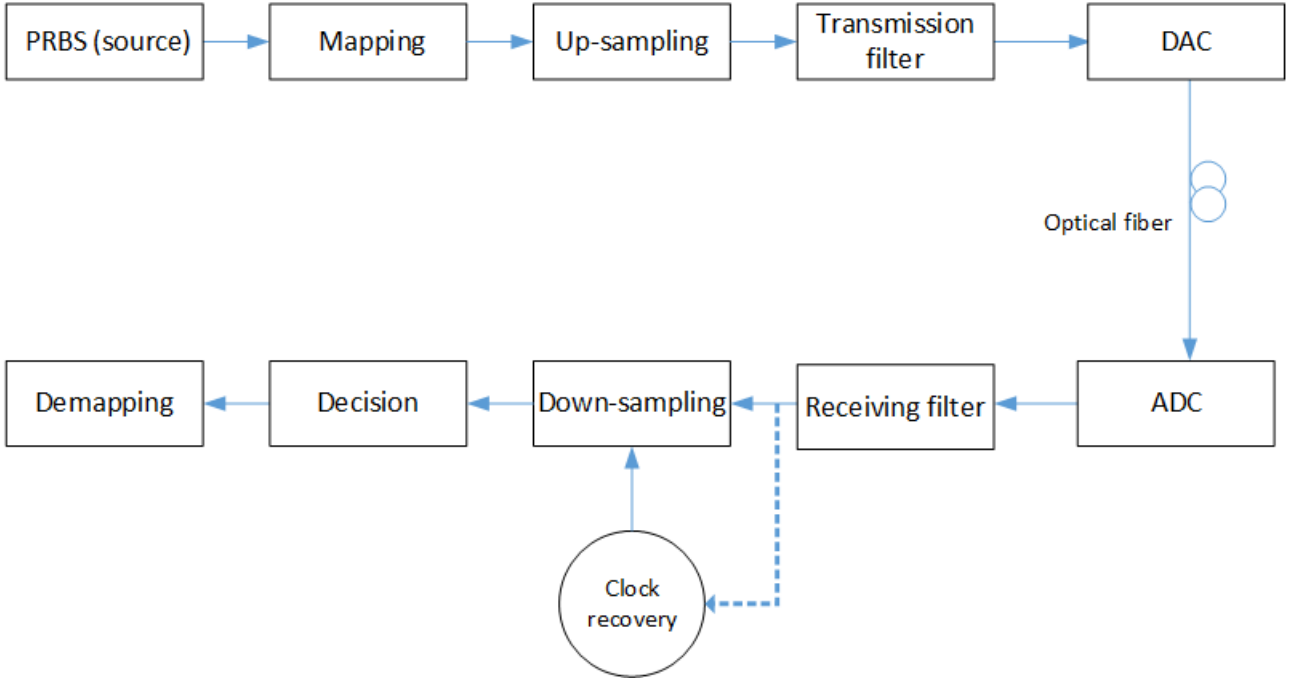 PRBS (source)
Mapping
Up-sampling
Transmission
filter
DAC
Optical fiber
Demapping
Decision
Down-sampling
Receiving filter
ADC
Clock
recovery